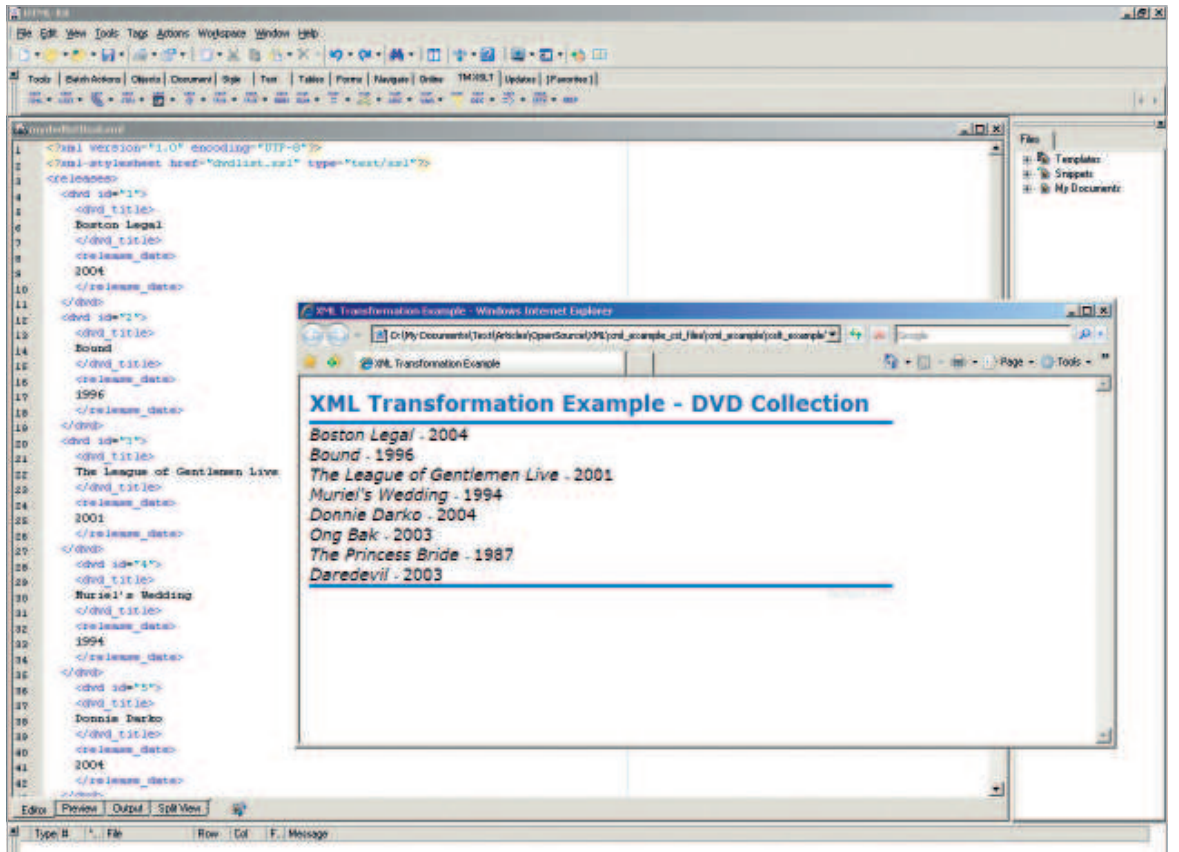 HTML-Kit
File Edit View Tools Tags Actions Workspace Window Help
Tools Batch Actions Objects Document Style Text Tables Forms Navigate Online TM:XSLT Updates [Favorites]
1 <?xml version="1.0" encoding="UTF-8"?>
2 <?xml-stylesheet href="dvdlist.xsl" type="text/xsl"?>
3 <releases>
4 <dvd id="1">
5 <dvd_title>
6 Boston Legal
7 </dvd_title>
8 <release_date>
9 2004
10 </release_date>
11 </dvd>
12 <dvd id="2">
13 <dvd_title>
14 Bound
15 </dvd_title>
16 <release_date>
17 1996
18 </release_date>
19 </dvd>
20 <dvd id="3">
21 <dvd_title>
22 The League of Gentlemen Live
23 </dvd_title>
24 <release_date>
25 2001
26 </release_date>
27 </dvd>
28 <dvd id="4">
29 <dvd_title>
30 Muriel's Wedding
31 </dvd_title>
32 <release_date>
33 1994
34 </release_date>
35 </dvd>
36 <dvd id="5">
37 <dvd_title>
38 Donnie Darko
39 </dvd_title>
40 <release_date>
41 2004
42 </release_date>
Files
Templates
Snippets
My Documents
XML Transformation Example - Windows Internet Explorer
Google
XML Transformation Example
Page Tools
XML Transformation Example - DVD Collection
Boston Legal - 2004
Bound - 1996
The League of Gentlemen Live - 2001
Muriel's Wedding - 1994
Donnie Darko - 2004
Ong Bak - 2003
The Princess Bride - 1987
Daredevil - 2003
Editor Preview Output Split View
Type # *.. File Row Col F.. Message